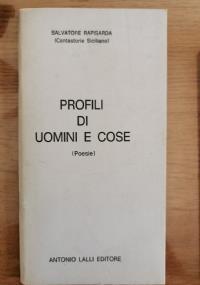 SALVATORE RAPISARDA
(Cantastorie Siciliano)
PROFILI
DI
UOMINI E COSE
(Poesie)
ANTONIO LALLI EDITORE